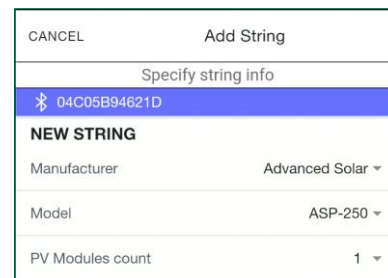 CANCEL Add String
Specify string info
04C05B94621D
NEW STRING
Manufacturer Advanced Solar
Model ASP-250
PV Modules count 1